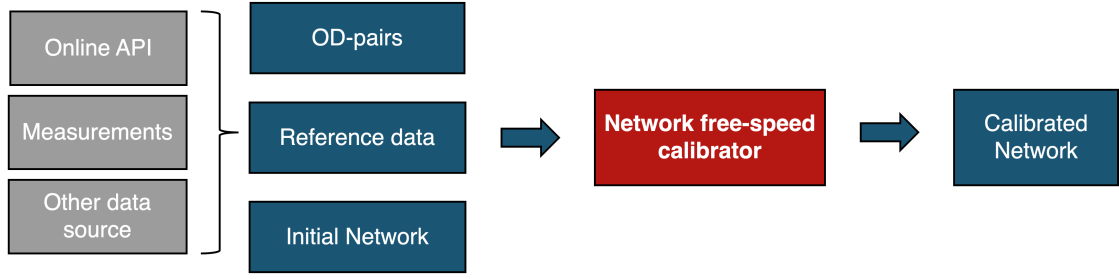 Online API
Measurements
Other data
source
OD-pairs
Reference data
Initial Network
Network free-speed
calibrator
Calibrated
Network